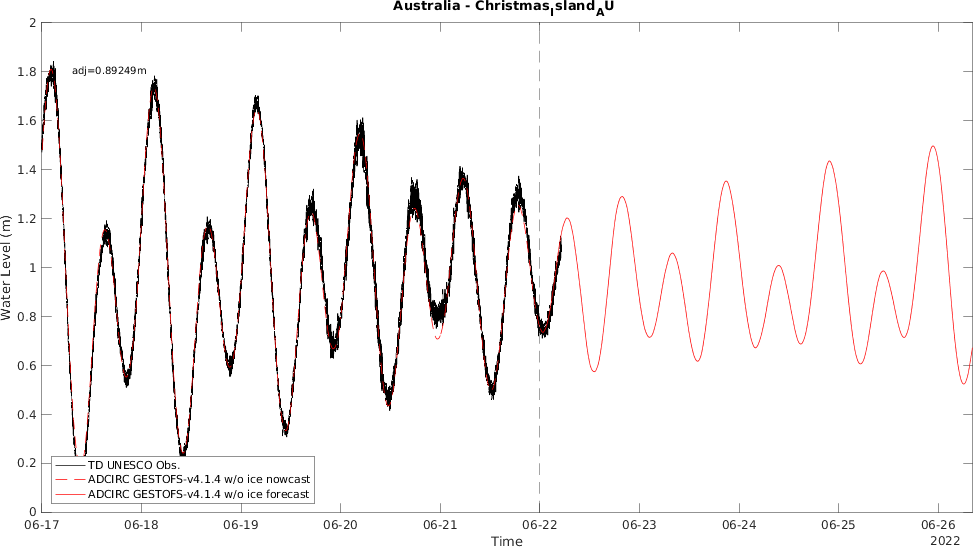 Australia - Christmas_Island_AU
2
1.8
adj=0.89249m
1.6
1.4
1.2
1
0.8
0.6
0.4
0.2
0
Water Level (m)
TD UNESCO Obs.
ADCIRC GESTOFS-v4.1.4 w/o ice nowcast
ADCIRC GESTOFS-v4.1.4 w/o ice forecast
06-17 06-18 06-19 06-20 06-21 06-22 06-23 06-24 06-25 06-26
Time
2022